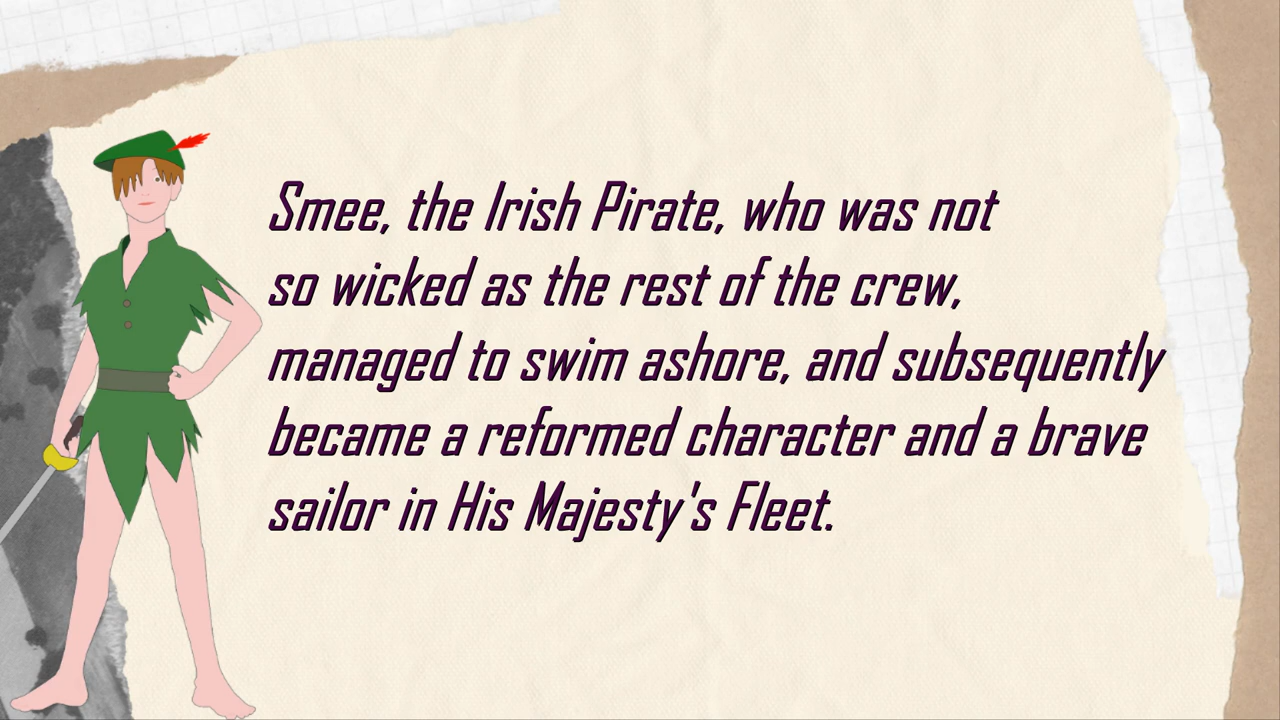 Smee, the Irish Pirate, who was not
so wicked as the rest of the crew,
managed to swim ashore, and subsequently
became a reformed character and a brave
sailor in His Majesty's Fleet.